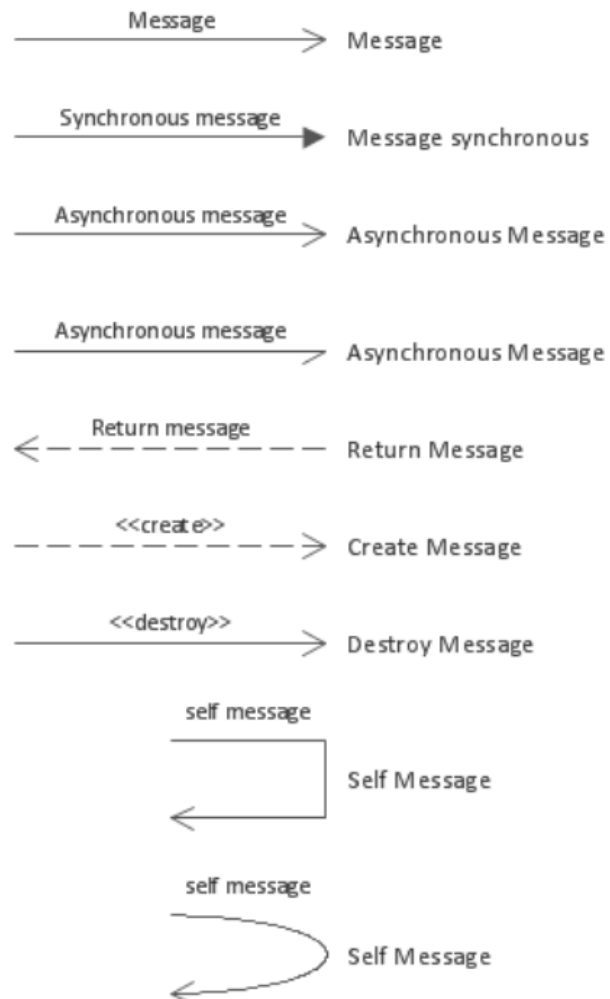 Message
Message
Synchronous message
Message synchronous
Asynchronous message
Asynchronous Message
Asynchronous message
Asynchronous Message
Return message
Return Message
<<create>>
Create Message
<<destroy>>
Destroy Message
self message
Self Message
self message
Self Message